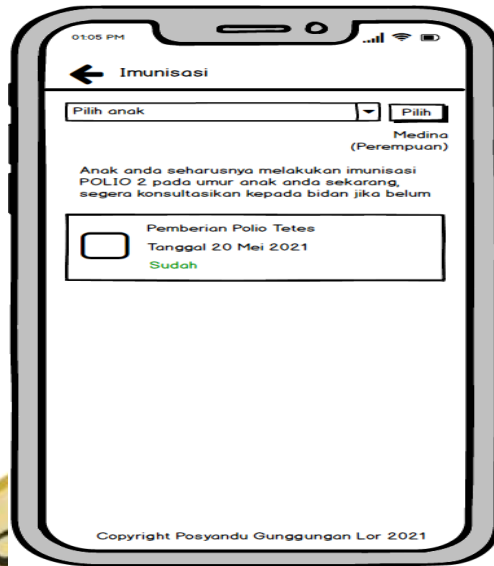 01:05 PM
Imunisasi
Pilih anak
Pilih
Medina
(Perempuan)
Anak anda seharusnya melakukan imunisasi
POLIO 2 pada umur anak anda sekarang,
segera konsultasikan kepada bidan jika belum
Pemberian Polio Tetes
Tanggal 20 Mei 2021
Sudah
Copyright Posyandu Gunggungan Lor 2021